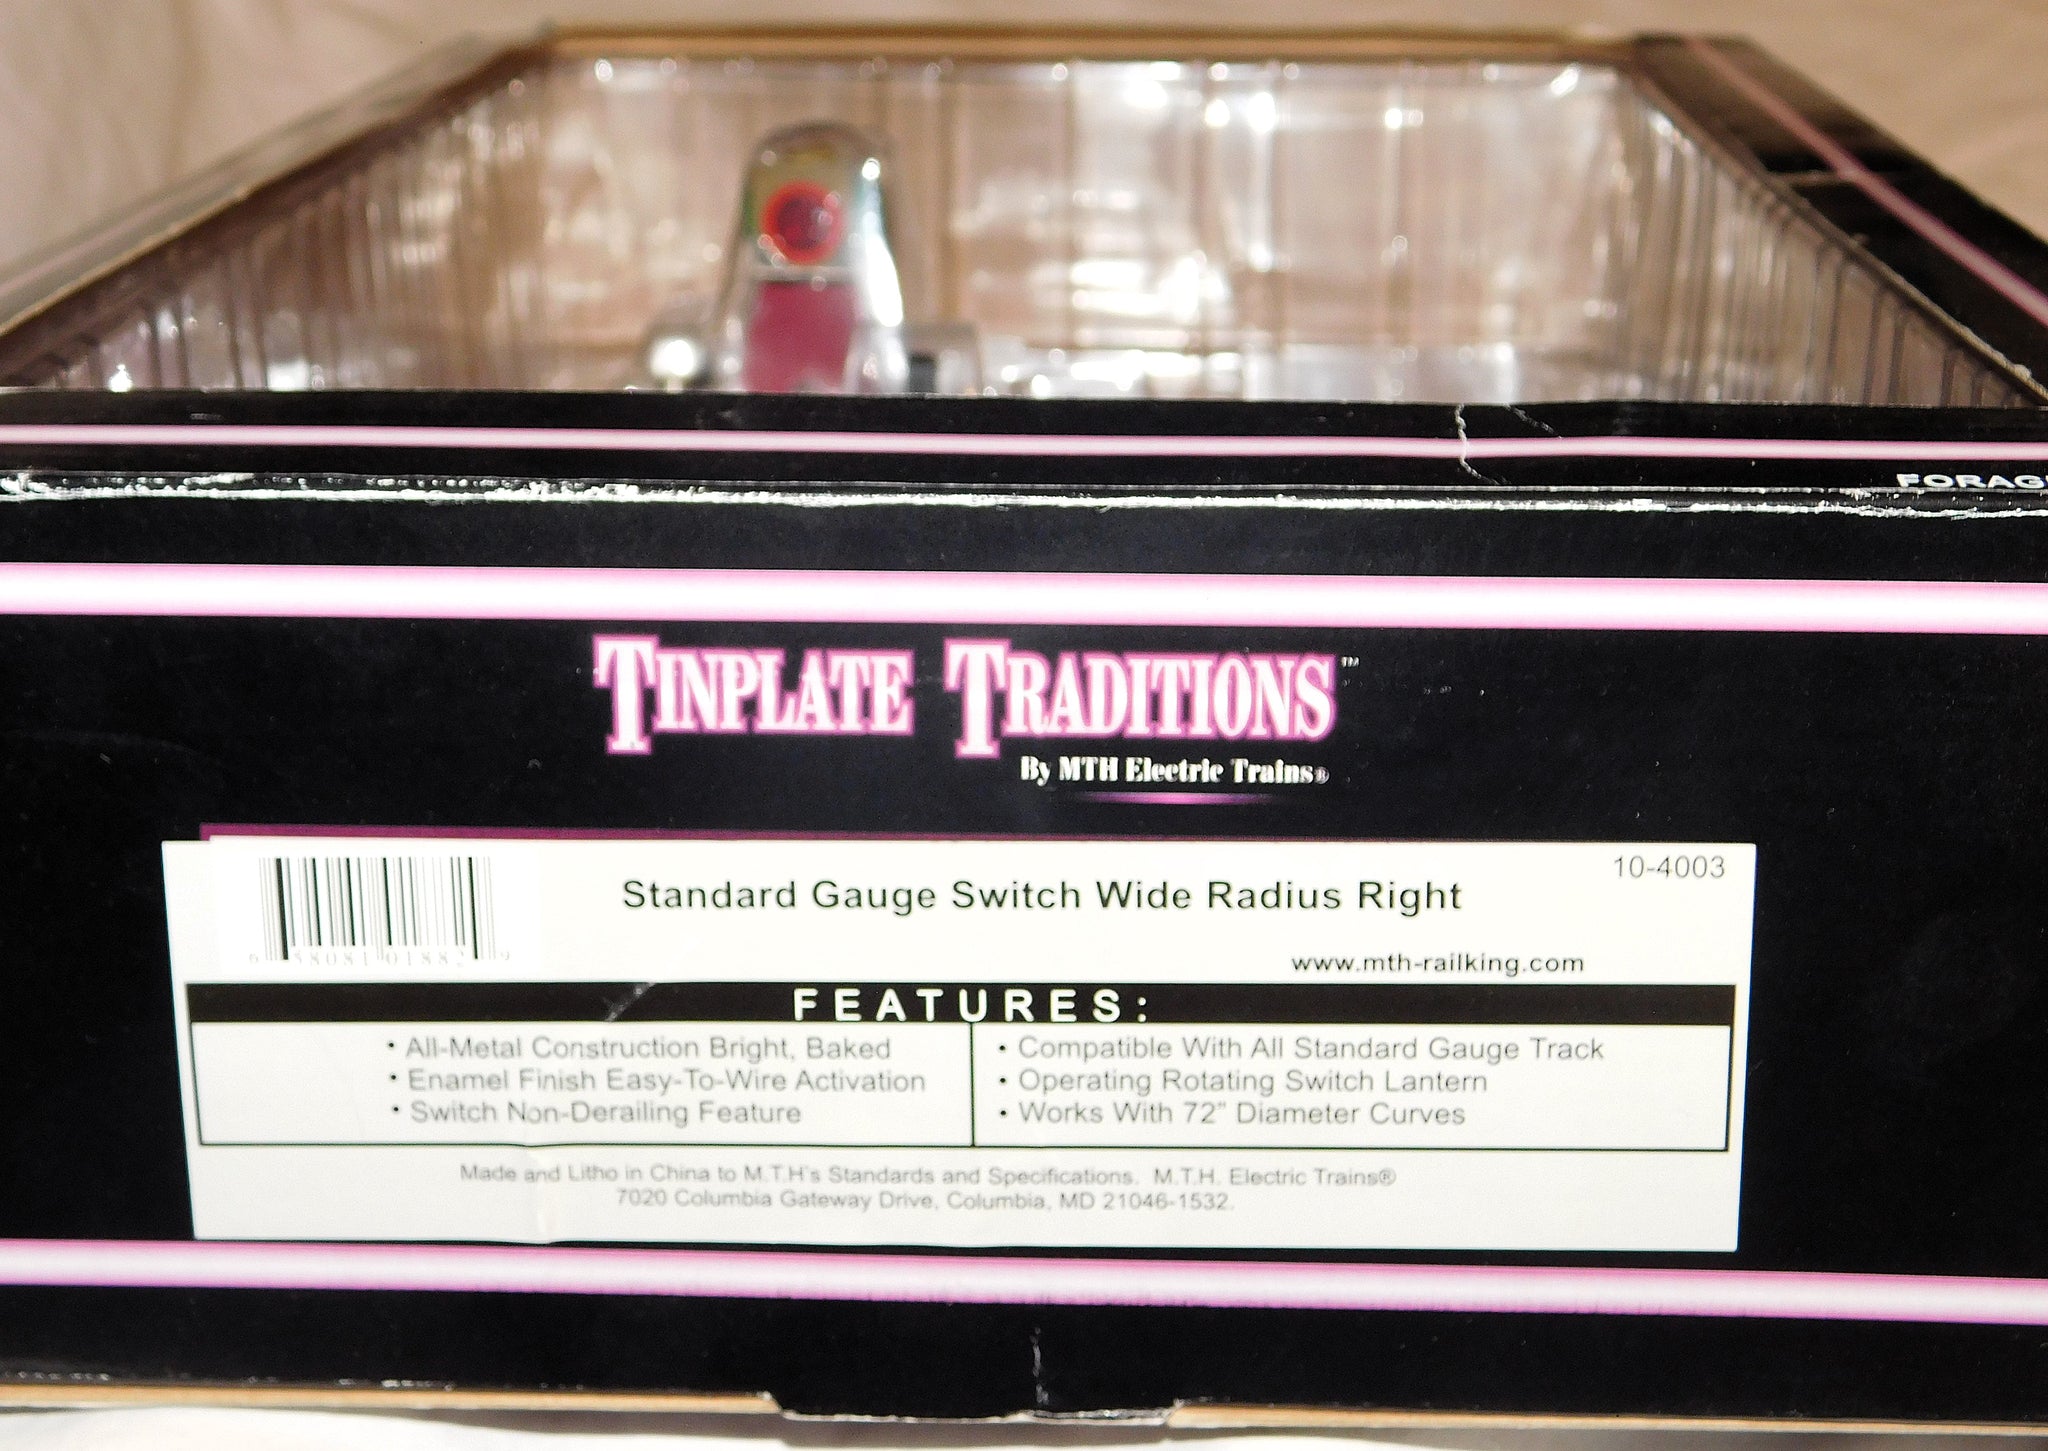 FORAG
TINPLATE TRADITIONS™
By MTH Electric Trains®
10-4003
Standard Gauge Switch Wide Radius Right
www.mth-railking.com
FEATURES:
• All-Metal Construction Bright, Baked
• Enamel Finish Easy-To-Wire Activation
• Switch Non-Derailing Feature
• Compatible With All Standard Gauge Track
• Operating Rotating Switch Lantern
• Works With 72" Diameter Curves
Made and Litho in China to M.T.H's Standards and Specifications. M.T.H. Electric Trains®
7020 Columbia Gateway Drive, Columbia, MD 21046-1532.